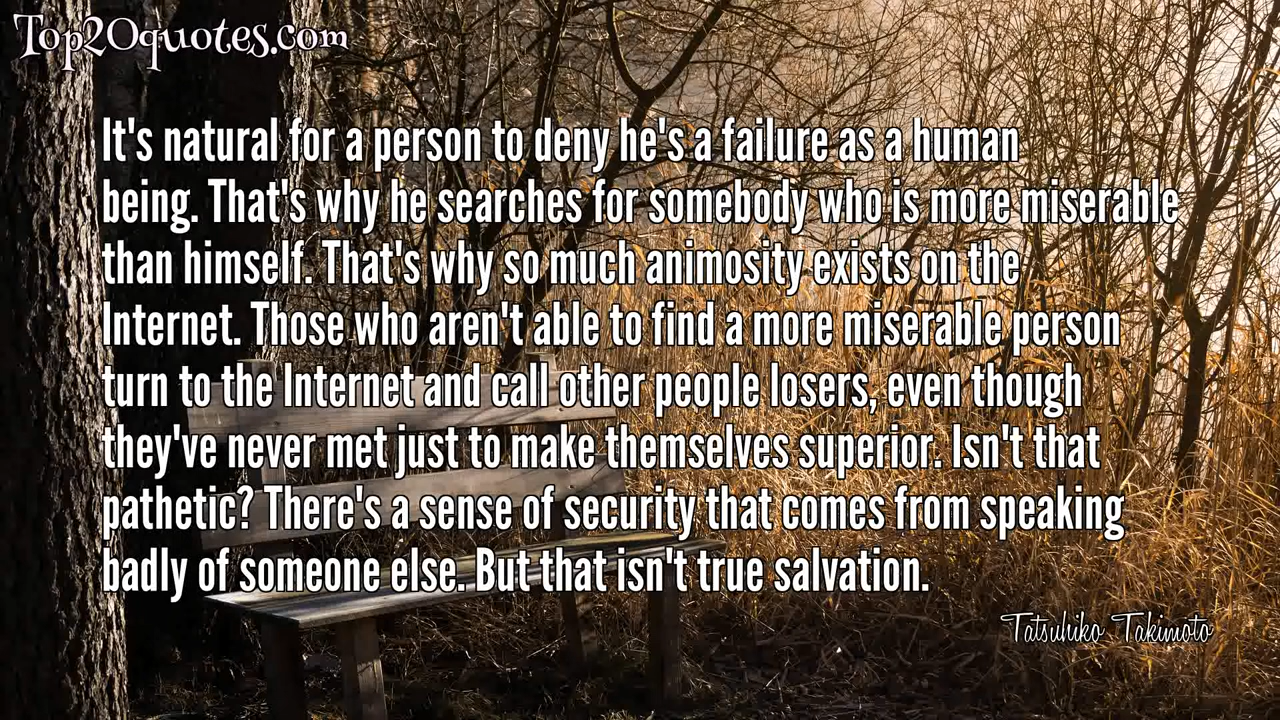 Top20quotes.com
It's natural for a person to deny he's a failure as a human
being. That's why he searches for somebody who is more miserable
than himself. That's why so much animosity exists on the
Internet. Those who aren't able to find a more miserable person
turn to the Internet and call other people losers, even though
they've never met just to make themselves superior. Isn't that
pathetic? There's a sense of security that comes from speaking
badly of someone else. But that isn't true salvation.
Tatsuhiko Takimoto